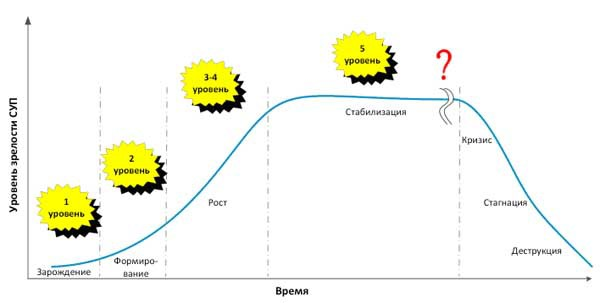 Уровень зрелости СУП
1
уровень
2
уровень
3-4
уровень
5
уровень
?
Зарождение
Формиро-
вание
Рост
Стабилизация
Кризис
Стагнация
Деструкция
Время